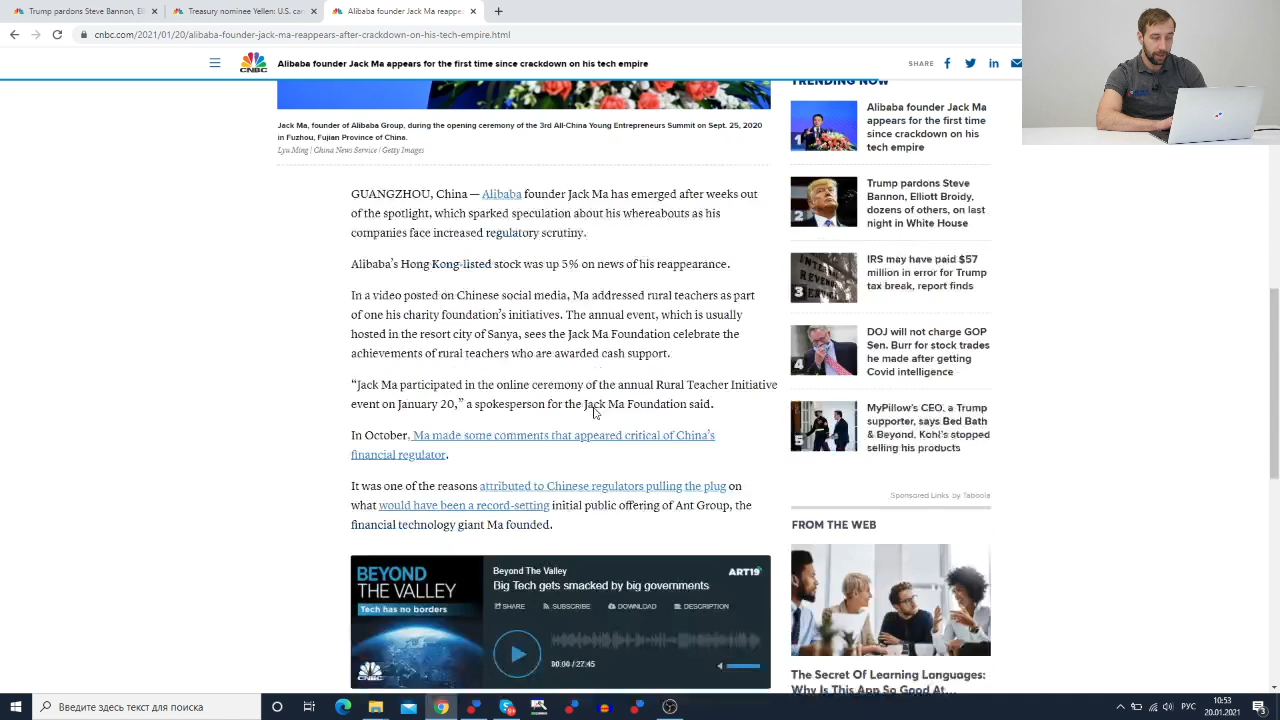 Trump pardons Steve Bannon, Ell
Treasury nominee Yellen: U.S. ca
Alibaba founder Jack Ma appears
cnbc.com/2021/01/20/alibaba-founder-jack-ma-reappears-after-crackdown-on-his-tech-empire.html
CNBC
Alibaba founder Jack Ma appears for the first time since crackdown on his tech empire
SHARE
Jack Ma, founder of Alibaba Group, during the opening ceremony of the 3rd All-China Young Entrepreneurs Summit on Sept. 25, 2020
in Fuzhou, Fujian Province of China.
Lyu Ming | China News Service | Getty Images
GUANGZHOU, China — Alibaba founder Jack Ma has emerged after weeks out
of the spotlight, which sparked speculation about his whereabouts as his
companies face increased regulatory scrutiny.
Alibaba's Hong Kong-listed stock was up 5% on news of his reappearance.
In a video posted on Chinese social media, Ma addressed rural teachers as part
of one his charity foundation's initiatives. The annual event, which is usually
hosted in the resort city of Sanya, sees the Jack Ma Foundation celebrate the
achievements of rural teachers who are awarded cash support.
“Jack Ma participated in the online ceremony of the annual Rural Teacher Initiative
event on January 20,” a spokesperson for the Jack Ma Foundation said.
In October, Ma made some comments that appeared critical of China's
financial regulator.
It was one of the reasons attributed to Chinese regulators pulling the plug on
what would have been a record-setting initial public offering of Ant Group, the
financial technology giant Ma founded.
BEYOND
THE VALLEY
Tech has no borders
CNBC
Beyond The Valley
ART19
Big Tech gets smacked by big governments
SHARE
SUBSCRIBE
DOWNLOAD
DESCRIPTION
00:00 / 27:45
TRENDING NOW
1
Alibaba founder Jack Ma
appears for the first time
since crackdown on his
tech empire
2
Trump pardons Steve
Bannon, Elliott Broidy,
dozens of others, on last
night in White House
3
IRS may have paid $57
million in error for Trump
tax break, report finds
4
DOJ will not charge GOP
Sen. Burr for stock trades
he made after getting
Covid intelligence
5
MyPillow's CEO, a Trump
supporter, says Bed Bath
& Beyond, Kohl's stopped
selling his products
Sponsored Links by Taboola
FROM THE WEB
The Secret Of Learning Languages:
Why Is This App So Good At...
Введите здесь текст для поиска
РУС
10:53
20.01.2021